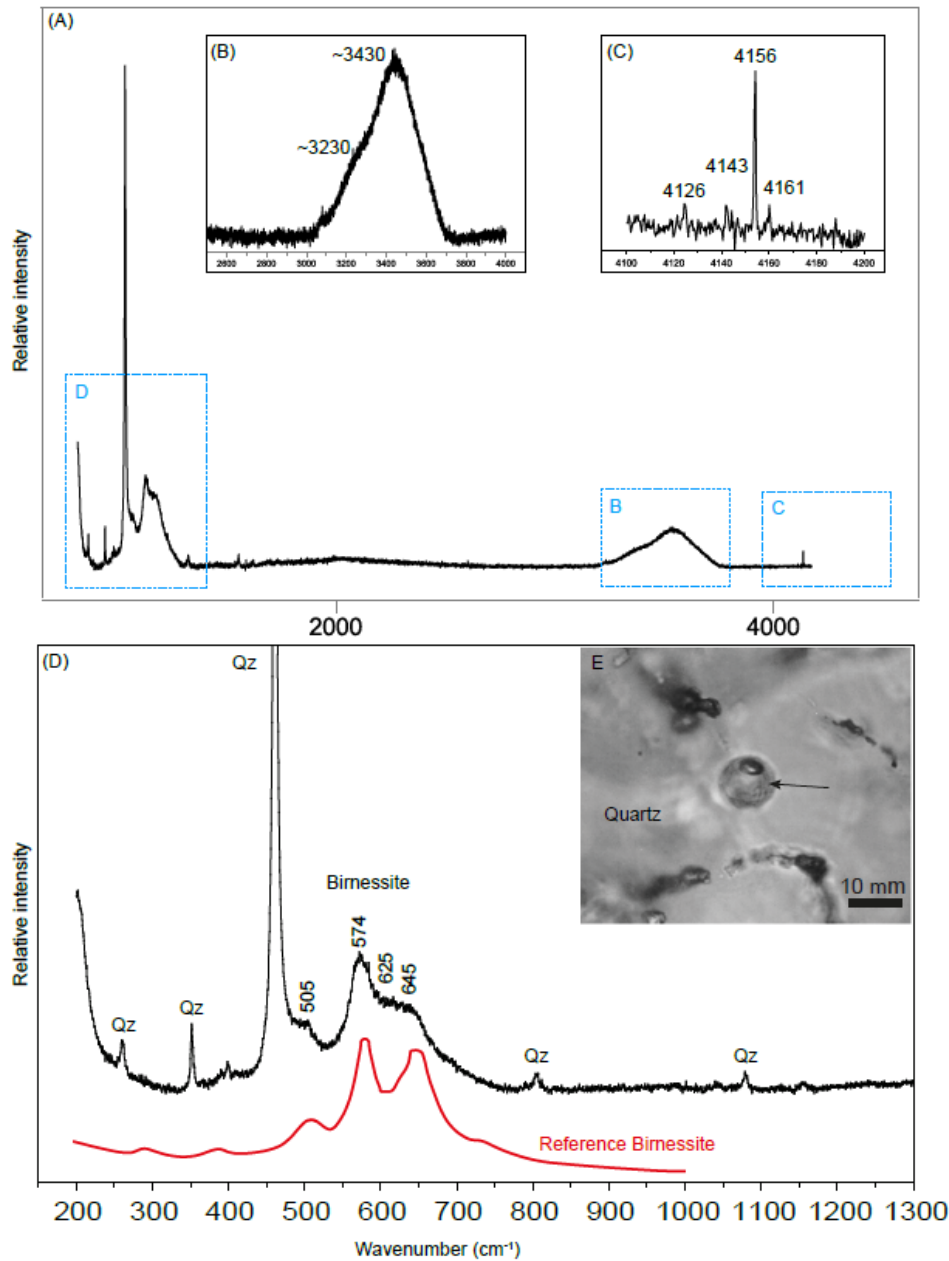 (A)
(B)
~3430
~3230
2600 2800 3000 3200 3400 3600 3800 4000
(C)
4156
4143
4126
4161
4100 4120 4140 4160 4180 4200
Relative intensity
D
B
C
2000 4000
(D)
Qz
E
Quartz
10 mm
Birnessite
574
625
645
505
Qz
Qz
Qz
Qz
Relative intensity
Reference Birnessite
200 300 400 500 600 700 800 900 1000 1100 1200 1300
Wavenumber (cm⁻¹)